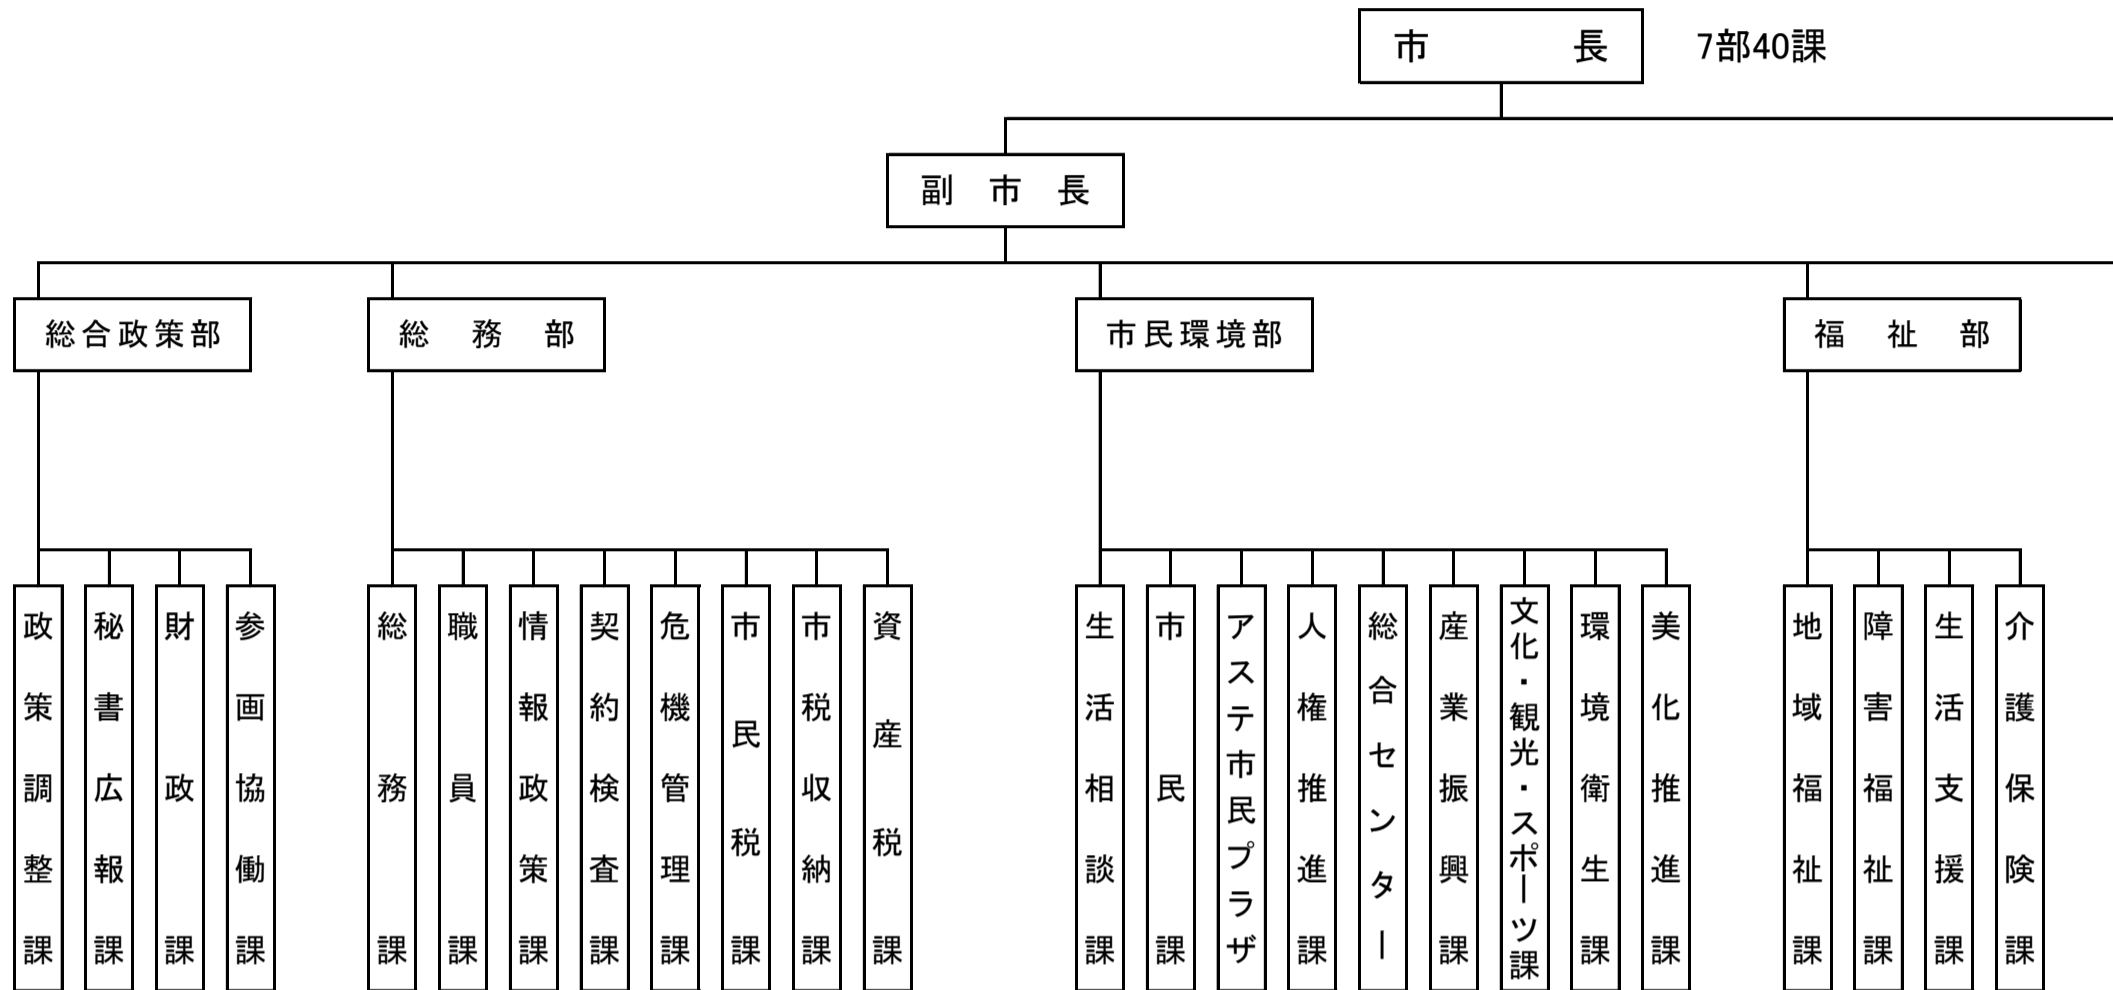 市長 7部40課
副市長
総合政策部
総務部
市民環境部
福祉部
政策調整課
秘書広報課
財政課
参画協働課
総務課
職員課
情報政策課
契約検査課
危機管理課
市民税課
市税収納課
資産税課
生活相談課
市民課
アステ市民プラザ
人権推進課
総合センター
産業振興課
文化・観光・スポーツ課
環境衛生課
美化推進課
地域福祉課
障害福祉課
生活支援課
介護保険課